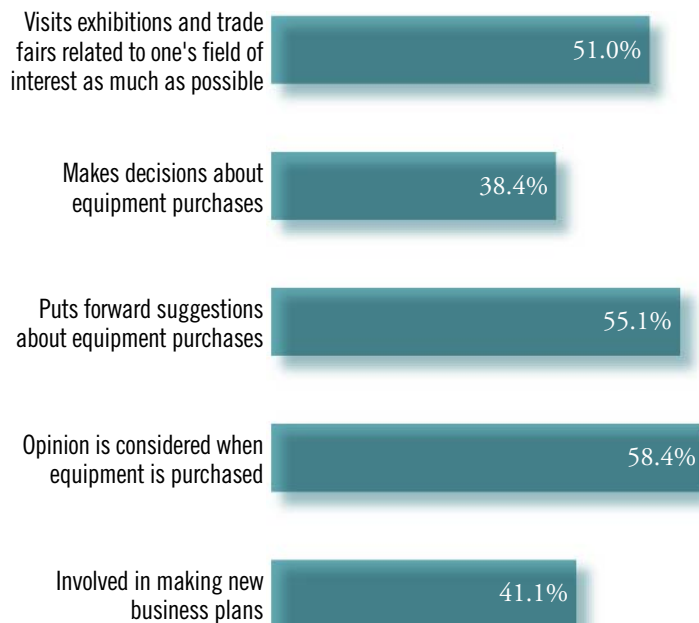 Visits exhibitions and trade
fairs related to one's field of
interest as much as possible
51.0%
Makes decisions about
equipment purchases
38.4%
Puts forward suggestions
about equipment purchases
55.1%
Opinion is considered when
equipment is purchased
58.4%
Involved in making new
business plans
41.1%